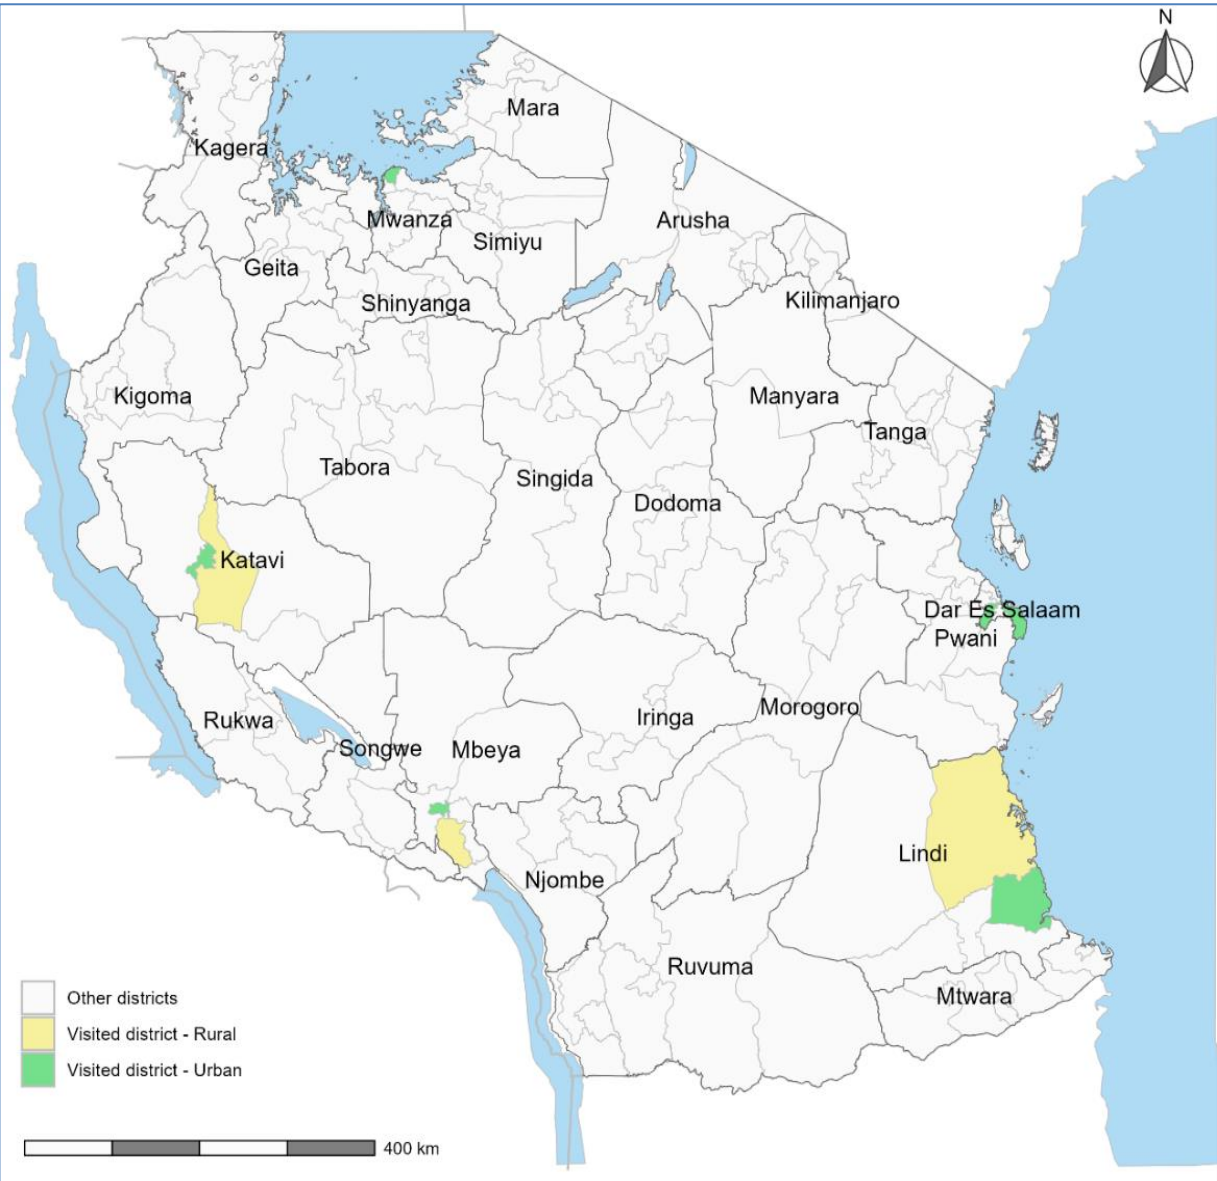 N
Mara
Kagera
Mwanza
Arusha
Simiyu
Geita
Shinyanga
Kilimanjaro
Kigoma
Manyara
Tanga
Tabora
Singida
Dodoma
Katavi
Dar Es Salaam
Pwani
Rukwa
Iringa
Morogoro
Songwe
Mbeya
Lindi
Njombe
Ruvuma
Mtwara
Other districts
Visited district - Rural
Visited district - Urban
400 km